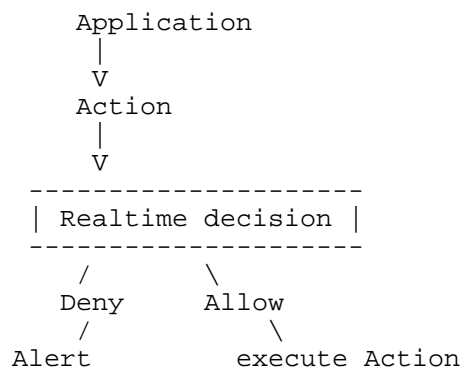 Application
|
V
Action
|
V
---------------------
| Realtime decision |
---------------------
/ \
Deny Allow
/ \
Alert execute Action